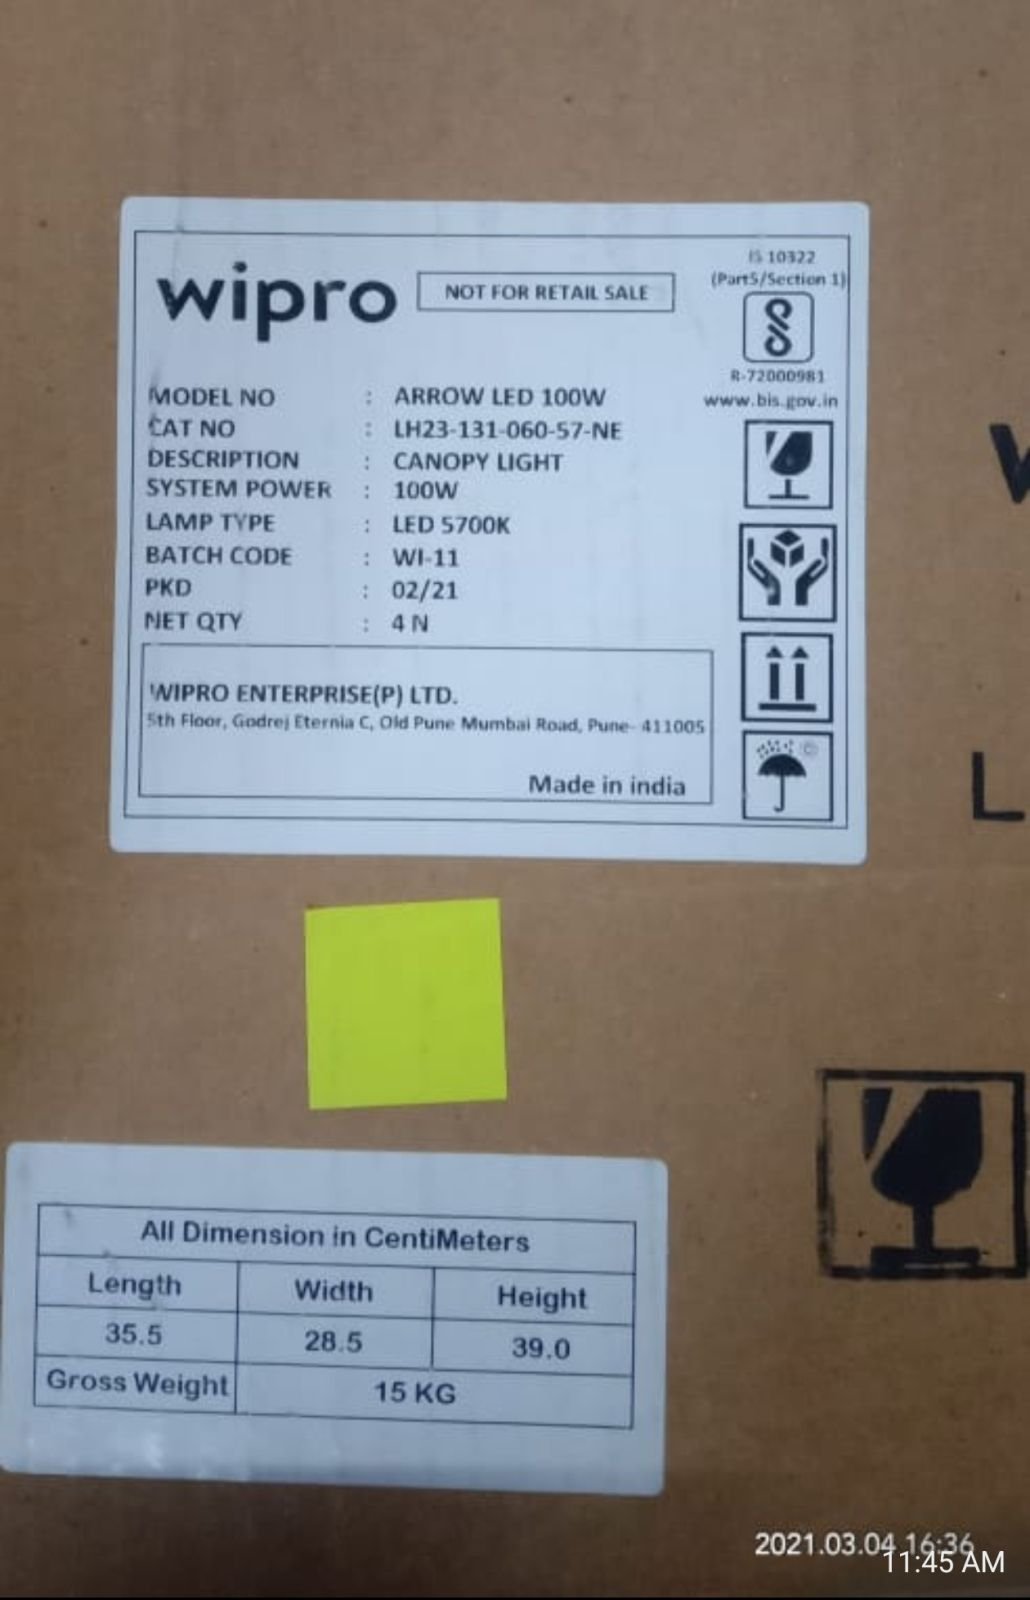 wipro
NOT FOR RETAIL SALE
IS 10322
(Part5/Section 1)
R-72000981
www.bis.gov.in
MODEL NO : ARROW LED 100W
CAT NO : LH23-131-060-57-NE
DESCRIPTION : CANOPY LIGHT
SYSTEM POWER : 100W
LAMP TYPE : LED 5700K
BATCH CODE : WI-11
PKD : 02/21
NET QTY : 4 N
WIPRO ENTERPRISE(P) LTD.
5th Floor, Godrej Eternia C, Old Pune Mumbai Road, Pune- 411005
Made in india
All Dimension in CentiMeters
Length Width Height
35.5 28.5 39.0
Gross Weight 15 KG
2021.03.04 16:36
11:45 AM